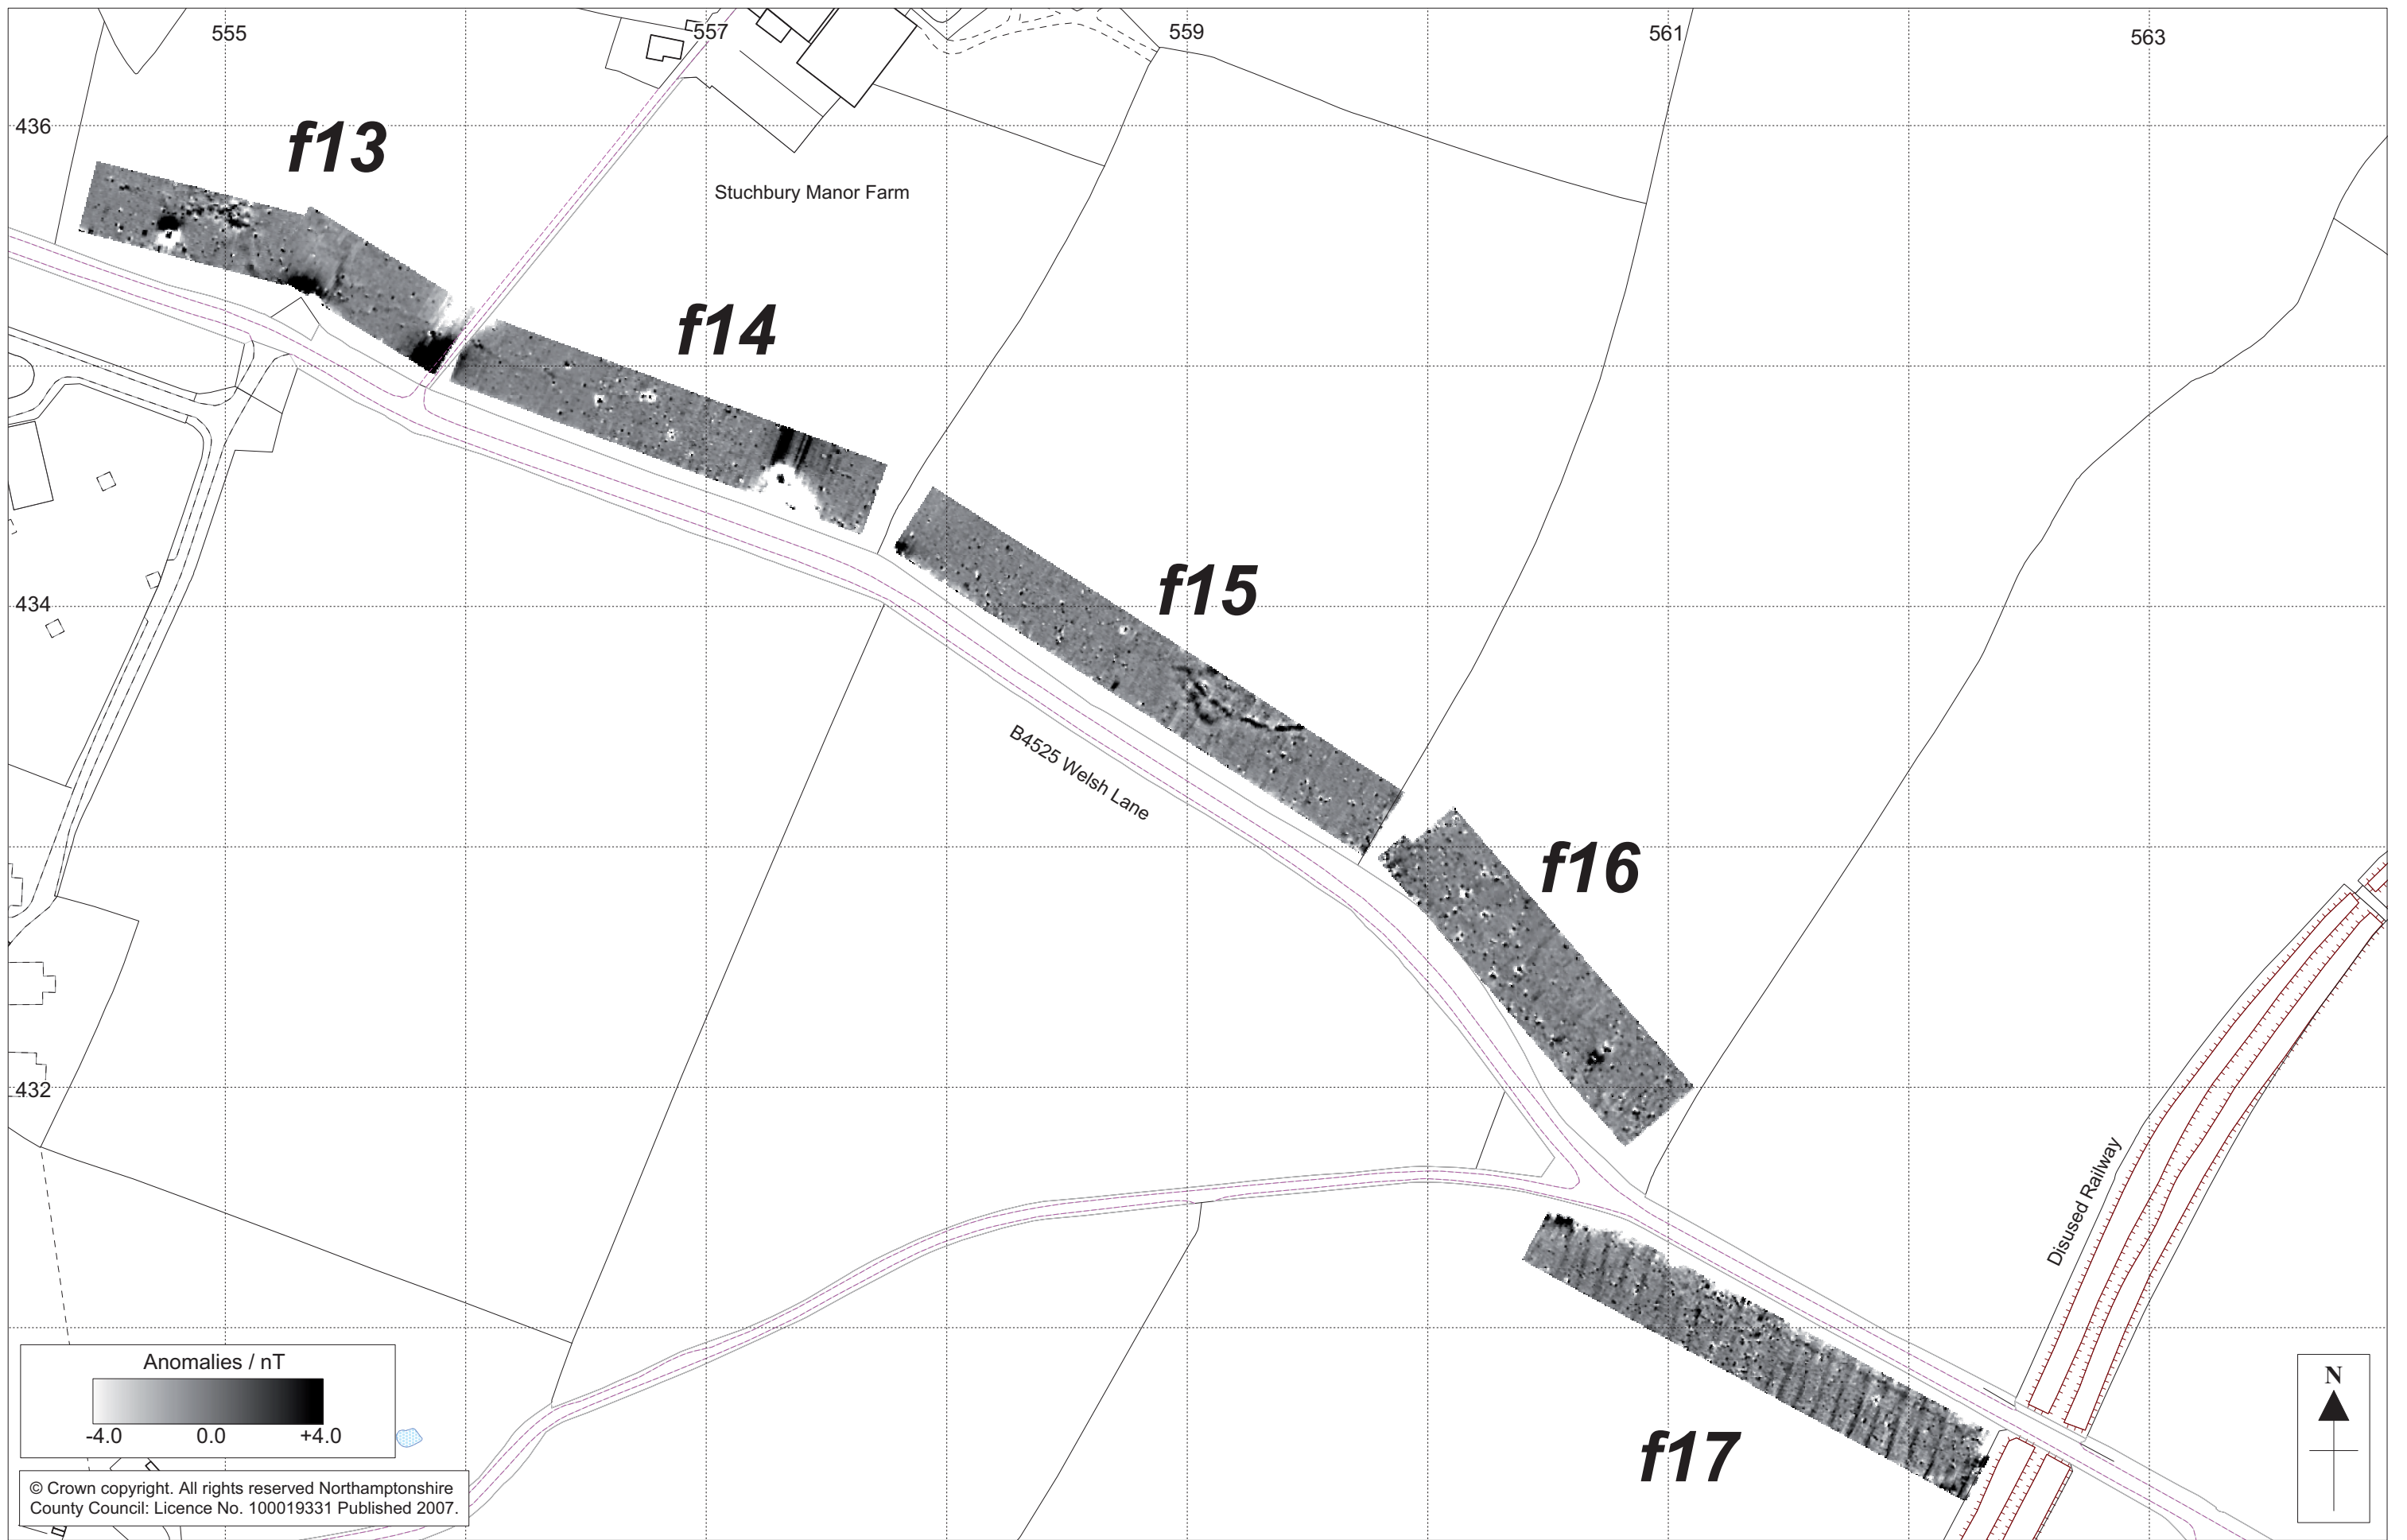 555
557
559
561
563
436
f13
Stuchbury Manor Farm
f14
f15
434
B4525 Welsh Lane
f16
432
Disused Railway
f17
Anomalies / nT
-4.0 0.0 +4.0
N
© Crown copyright. All rights reserved Northamptonshire
County Council: Licence No. 100019331 Published 2007.